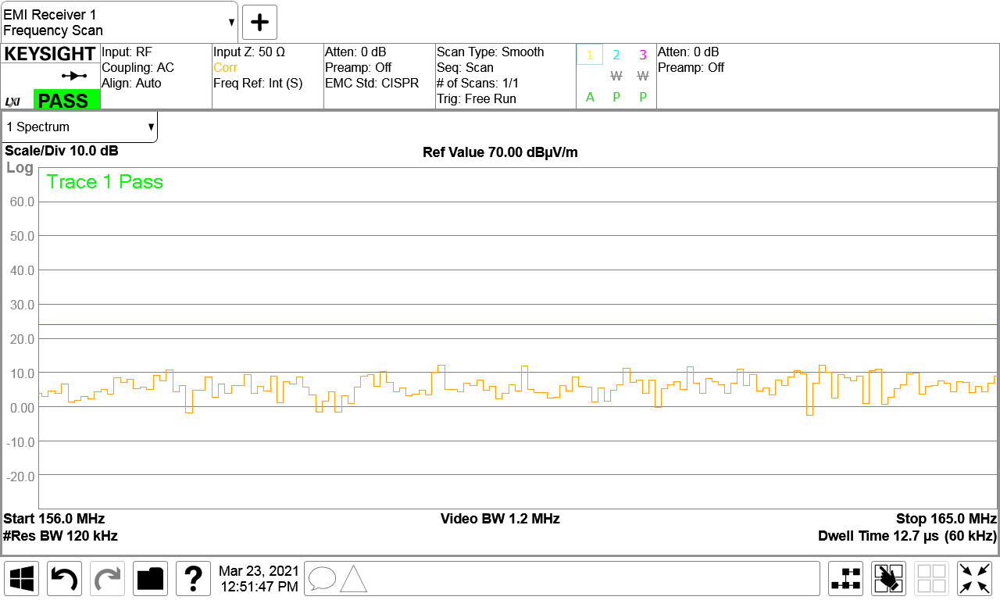 EMI Receiver 1
Frequency Scan
KEYSIGHT
LXI
PASS
Input: RF
Coupling: AC
Align: Auto
Input Z: 50 Ω
Corr
Freq Ref: Int (S)
Atten: 0 dB
Preamp: Off
EMC Std: CISPR
Scan Type: Smooth
Seq: Scan
# of Scans: 1/1
Trig: Free Run
1 2 3
W W
A P P
Atten: 0 dB
Preamp: Off
1 Spectrum
Scale/Div 10.0 dB
Ref Value 70.00 dBµV/m
Log
Trace 1 Pass
60.0
50.0
40.0
30.0
20.0
10.0
0.00
-10.0
-20.0
Start 156.0 MHz
Video BW 1.2 MHz
Stop 165.0 MHz
#Res BW 120 kHz
Dwell Time 12.7 µs (60 kHz)
?
Mar 23, 2021
12:51:47 PM